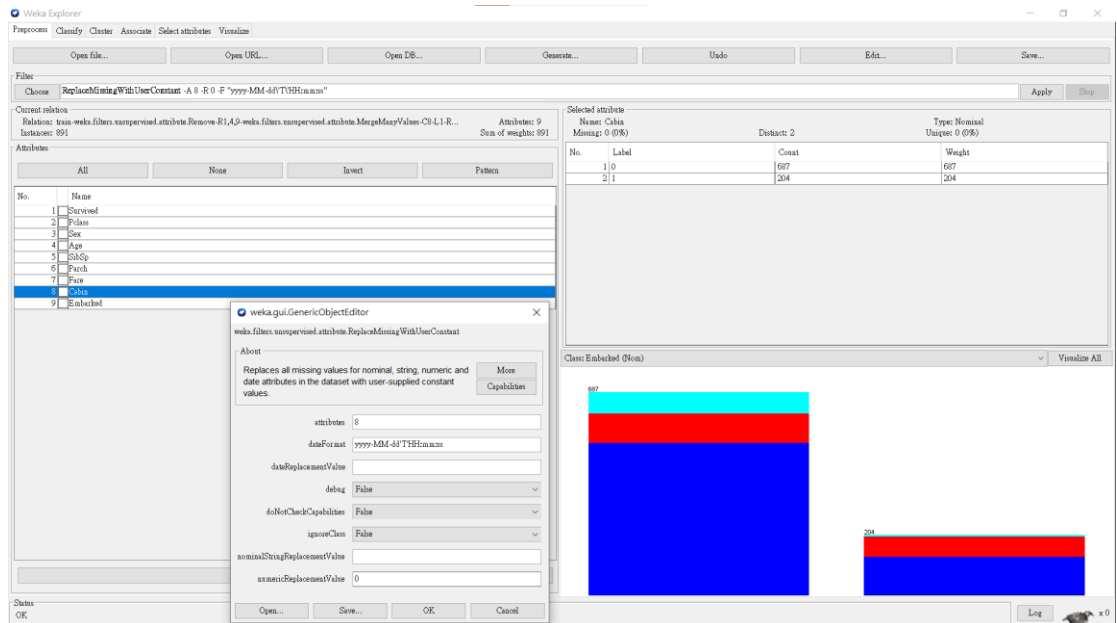 Weka Explorer
Preprocess Classify Cluster Associate Select attributes Visualize
Open file... Open URL... Open DB... Generate... Undo Edit... Save...
Filter
Choose ReplaceMissingWithUserConstant -A 8 -R 0 -F "yyyy-MM-dd\'T\'HH:mm:ss" Apply Stop
Current relation
Relation: train-weka.filters.unsupervised.attribute.Remove-R1,4,9-weka.filters.unsupervised.attribute.MergeManyValues-C8-L1-R... Attributes: 9
Instances: 891 Sum of weights: 891
Selected attribute
Name: Cabin Type: Nominal
Missing: 0 (0%) Distinct: 2 Unique: 0 (0%)
No. Label Count Weight
1 0 687 687
2 1 204 204
Attributes
All None Invert Pattern
No. Name
1 Survived
2 Pclass
3 Sex
4 Age
5 SibSp
6 Parch
7 Fare
8 Cabin
9 Embarked
weka.gui.GenericObjectEditor
weka.filters.unsupervised.attribute.ReplaceMissingWithUserConstant
About
Replaces all missing values for nominal, string, numeric and
date attributes in the dataset with user-supplied constant
values.
More
Capabilities
attributes 8
dateFormat yyyy-MM-dd'T'HH:mm:ss
dateReplacementValue
debug False
doNotCheckCapabilities False
ignoreClass False
nominalStringReplacementValue
numericReplacementValue 0
Open... Save... OK Cancel
Class: Embarked (Nom) Visualize All
687
204
Status
OK
Log x 0